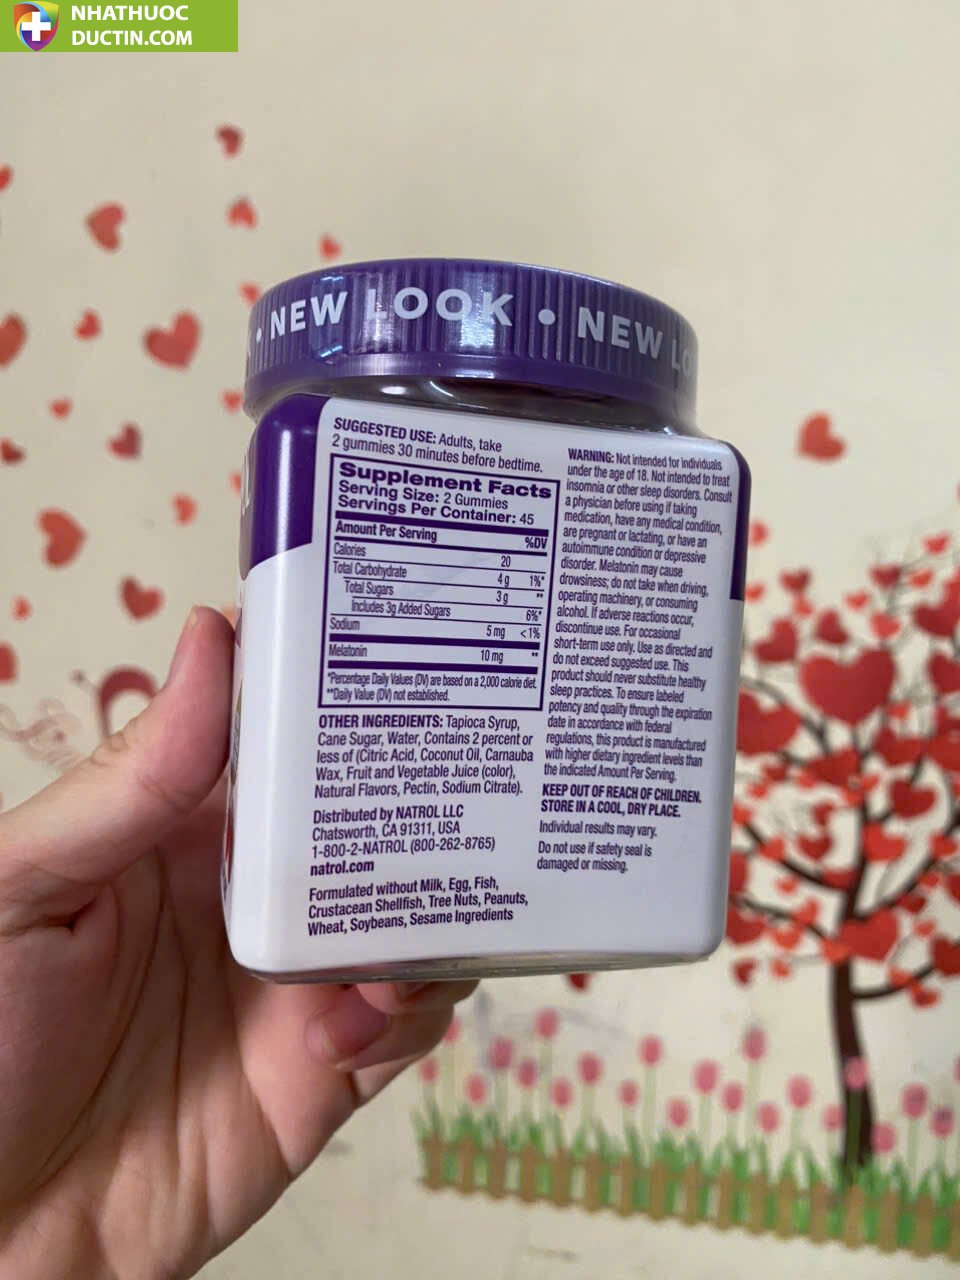 NHATHUOC
DUCTIN.COM
• NEW LOOK • NEW LO
SUGGESTED USE: Adults, take
2 gummies 30 minutes before bedtime.
Supplement Facts
Serving Size: 2 Gummies
Servings Per Container: 45
Amount Per Serving %DV
Calories 20
Total Carbohydrate 4 g 1%*
Total Sugars 3 g **
Includes 3g Added Sugars 6%*
Sodium 5 mg <1%
Melatonin 10 mg **
*Percentage Daily Values (DV) are based on a 2,000 calorie diet.
**Daily Value (DV) not established.
OTHER INGREDIENTS: Tapioca Syrup,
Cane Sugar, Water, Contains 2 percent or
less of (Citric Acid, Coconut Oil, Carnauba
Wax, Fruit and Vegetable Juice (color),
Natural Flavors, Pectin, Sodium Citrate).
Distributed by NATROL LLC
Chatsworth, CA 91311, USA
1-800-2-NATROL (800-262-8765)
natrol.com
Formulated without Milk, Egg, Fish,
Crustacean Shellfish, Tree Nuts, Peanuts,
Wheat, Soybeans, Sesame Ingredients
WARNING: Not intended for individuals
under the age of 18. Not intended to treat
insomnia or other sleep disorders. Consult
a physician before using if taking
medication, have any medical condition,
are pregnant or lactating, or have an
autoimmune condition or depressive
disorder. Melatonin may cause
drowsiness; do not take when driving,
operating machinery, or consuming
alcohol. If adverse reactions occur,
discontinue use. For occasional
short-term use only. Use as directed and
do not exceed suggested use. This
product should never substitute healthy
sleep practices. To ensure labeled
potency and quality through the expiration
date in accordance with federal
regulations, this product is manufactured
with higher dietary ingredient levels than
the indicated Amount Per Serving.
KEEP OUT OF REACH OF CHILDREN.
STORE IN A COOL, DRY PLACE.
Individual results may vary.
Do not use if safety seal is
damaged or missing.